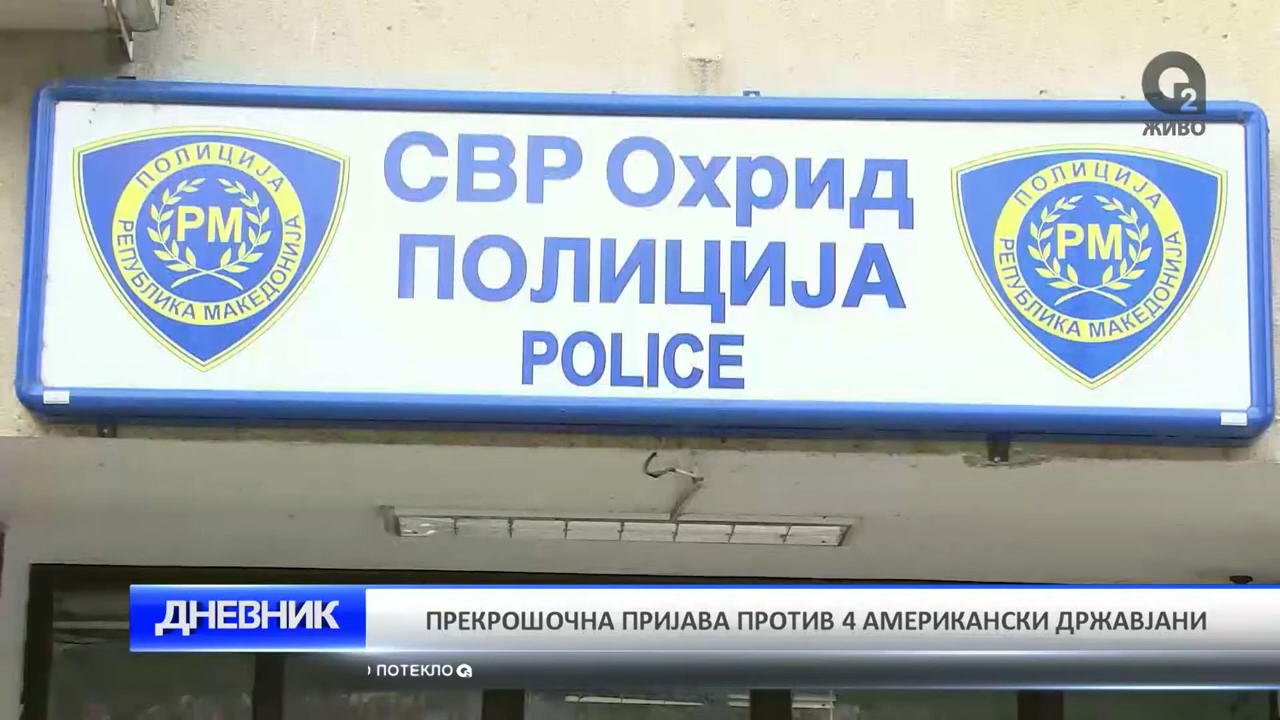 2
ЖИВО
СВР Охрид
ПОЛИЦИЈА
POLICE
ПОЛИЦИЈА
РМ
РЕПУБЛИКА МАКЕДОНИЈА
ПОЛИЦИЈА
РМ
РЕПУБЛИКА МАКЕДОНИЈА
ДНЕВНИК
ПРЕКРОШОЧНА ПРИЈАВА ПРОТИВ 4 АМЕРИКАНСКИ ДРЖАВЈАНИ
ПОТЕКЛО